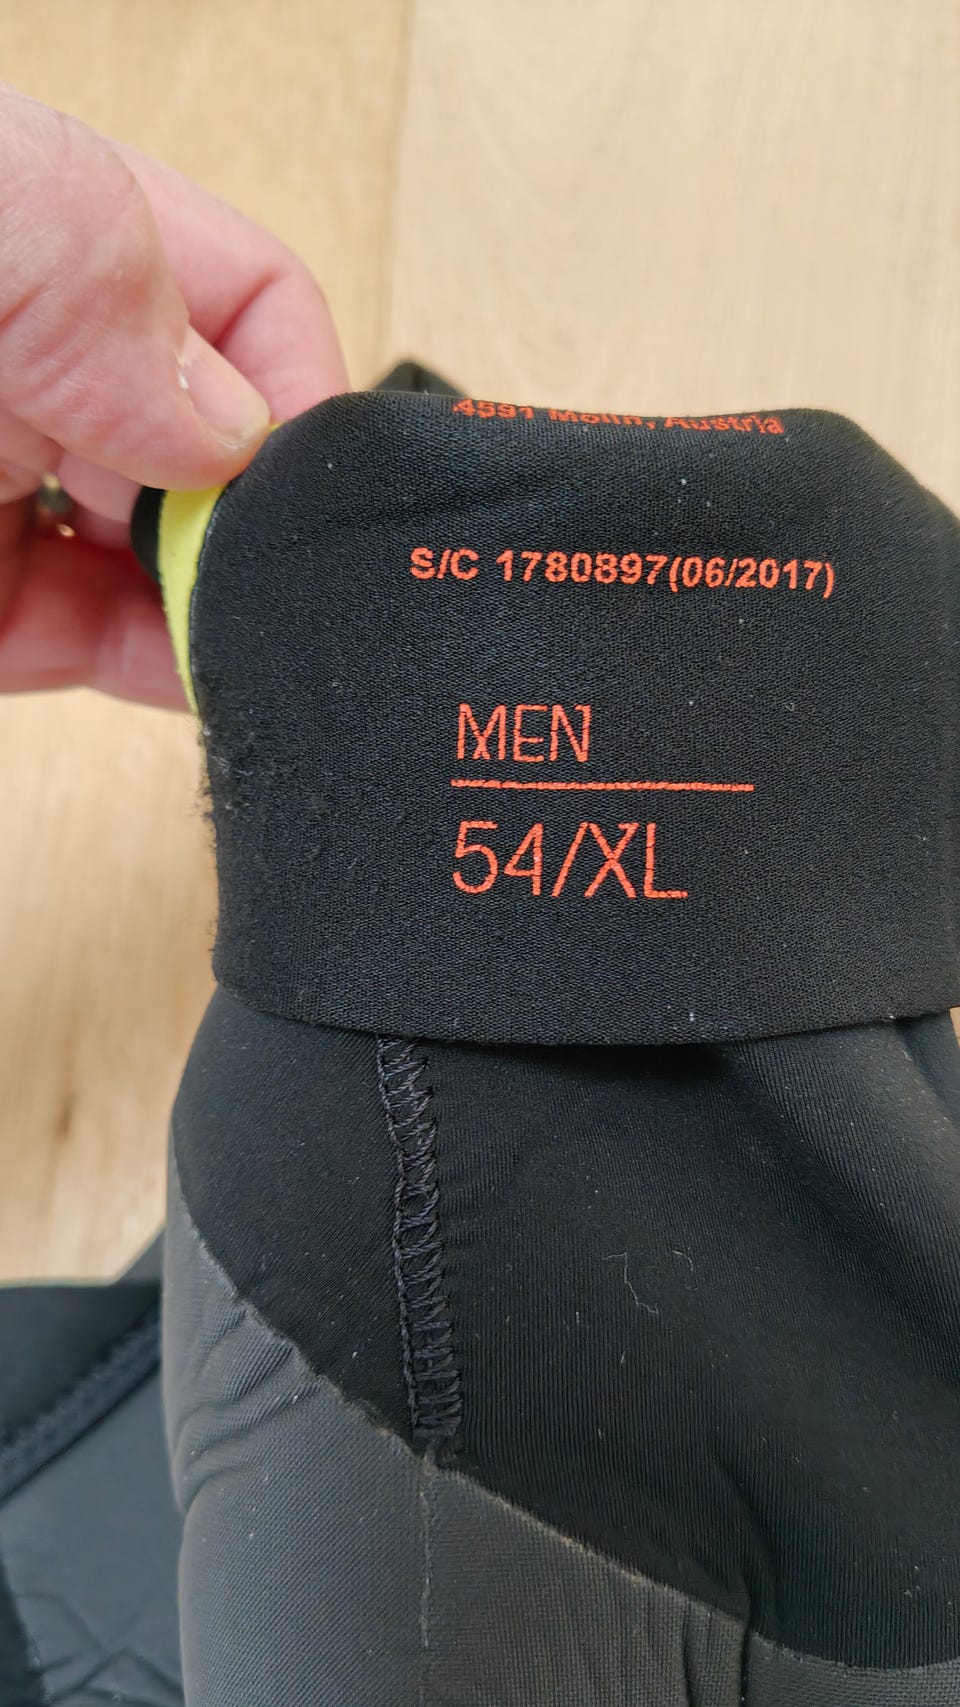 4591 Molln, Austria
S/C 1780897(06/2017)
MEN
54/XL